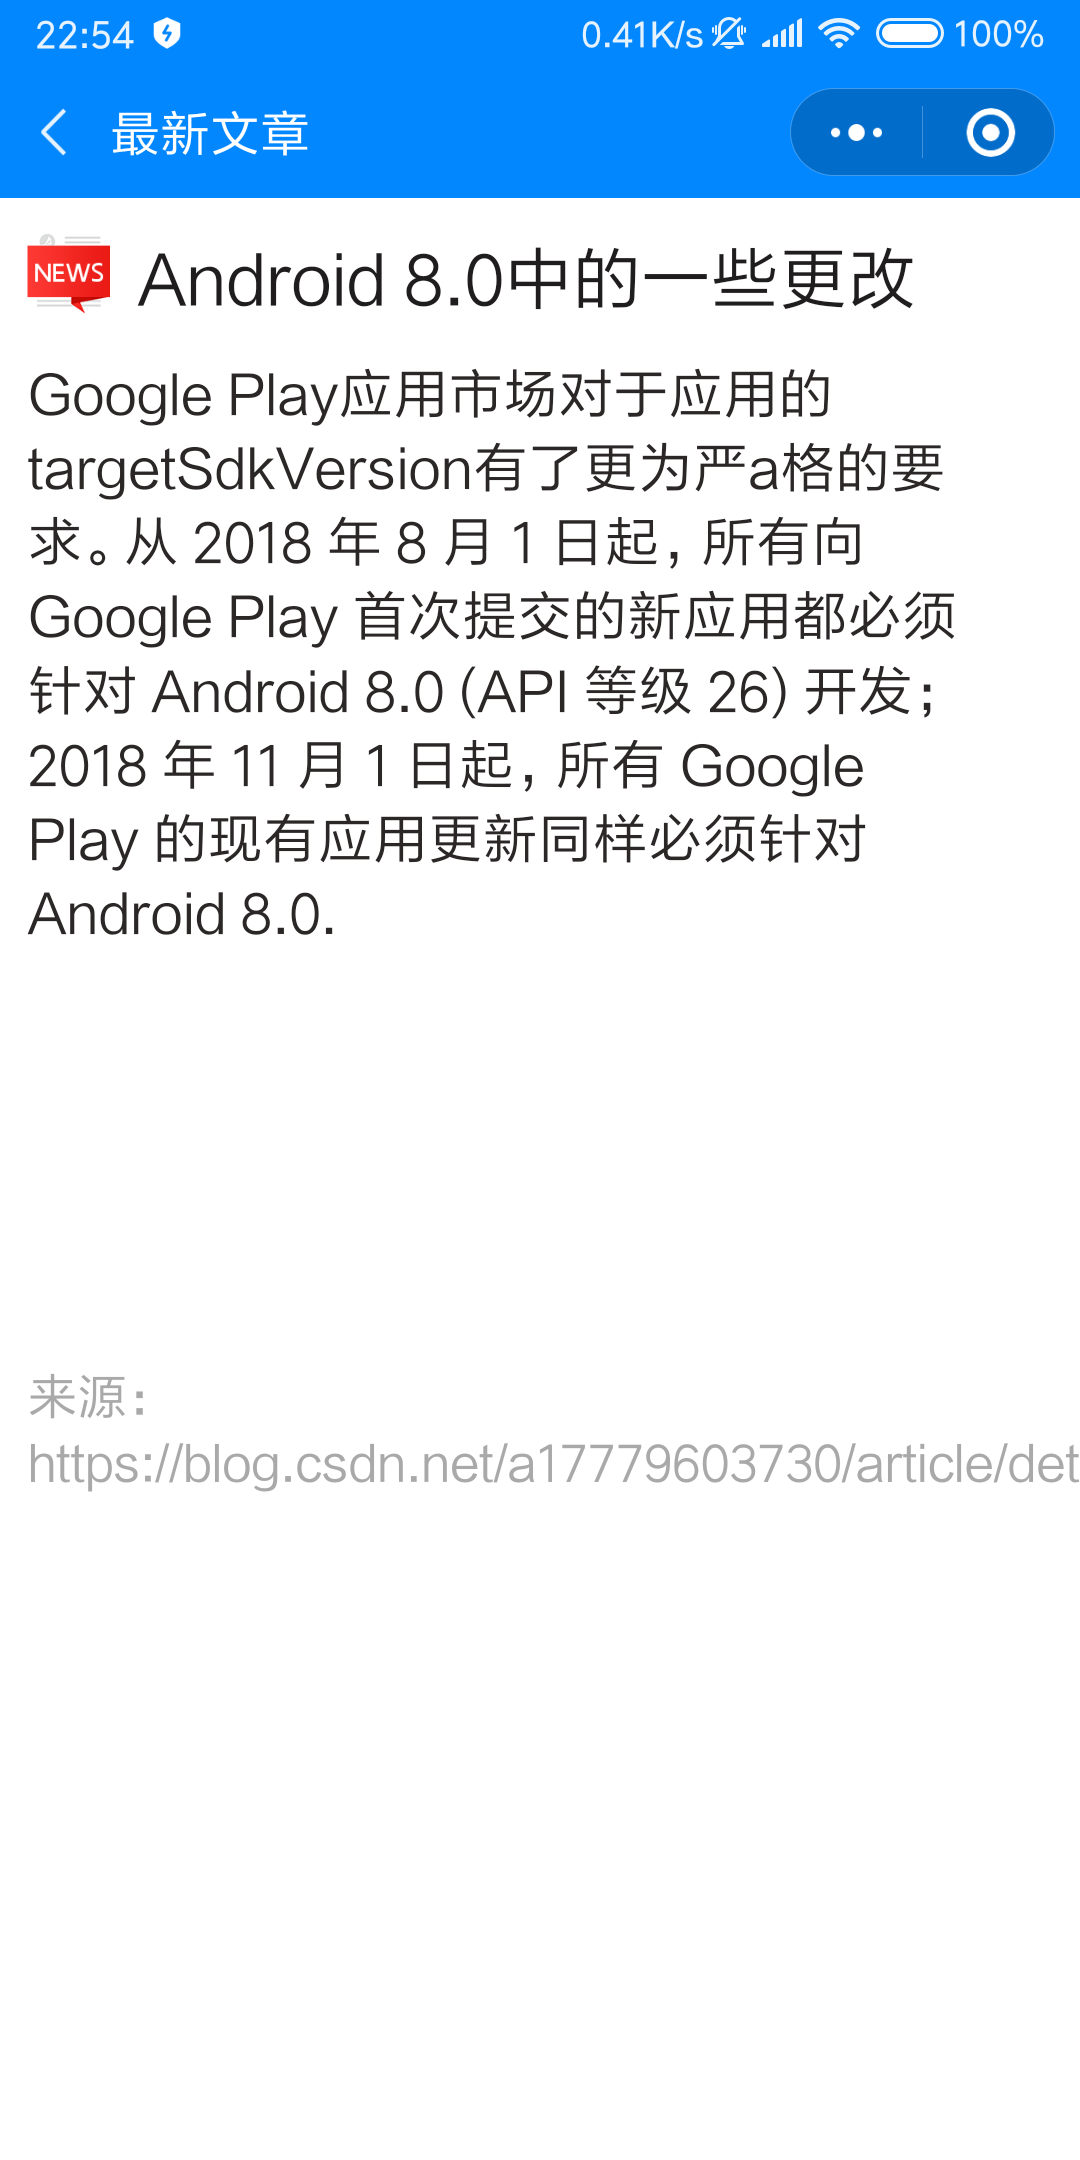 22:54 0.41K/s 100%
最新文章
NEWS Android 8.0中的一些更改
Google Play应用市场对于应用的
targetSdkVersion有了更为严a格的要
求。从 2018 年 8 月 1 日起，所有向
Google Play 首次提交的新应用都必须
针对 Android 8.0 (API 等级 26) 开发；
2018 年 11 月 1 日起，所有 Google
Play 的现有应用更新同样必须针对
Android 8.0.
来源：
https://blog.csdn.net/a17779603730/article/det